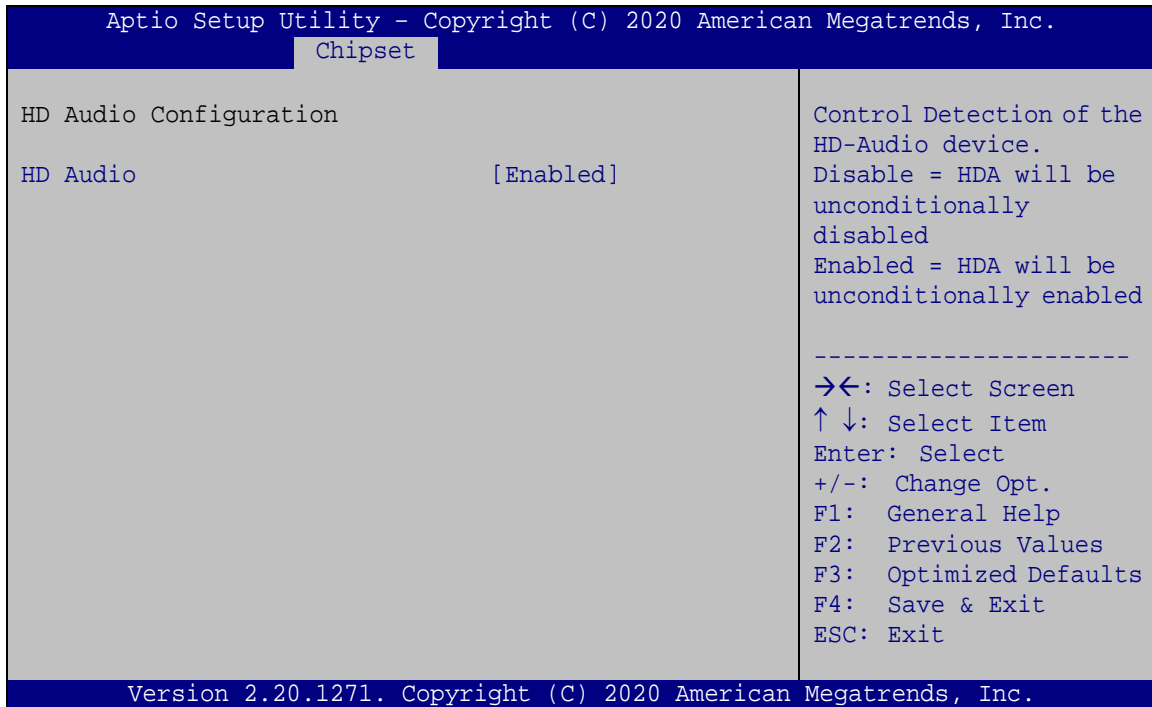 Aptio Setup Utility – Copyright (C) 2020 American Megatrends, Inc.
Chipset
HD Audio Configuration
HD Audio [Enabled]
Control Detection of the
HD-Audio device.
Disable = HDA will be
unconditionally
disabled
Enabled = HDA will be
unconditionally enabled
----------------------
→←: Select Screen
↑ ↓: Select Item
Enter: Select
+/-: Change Opt.
F1: General Help
F2: Previous Values
F3: Optimized Defaults
F4: Save & Exit
ESC: Exit
Version 2.20.1271. Copyright (C) 2020 American Megatrends, Inc.